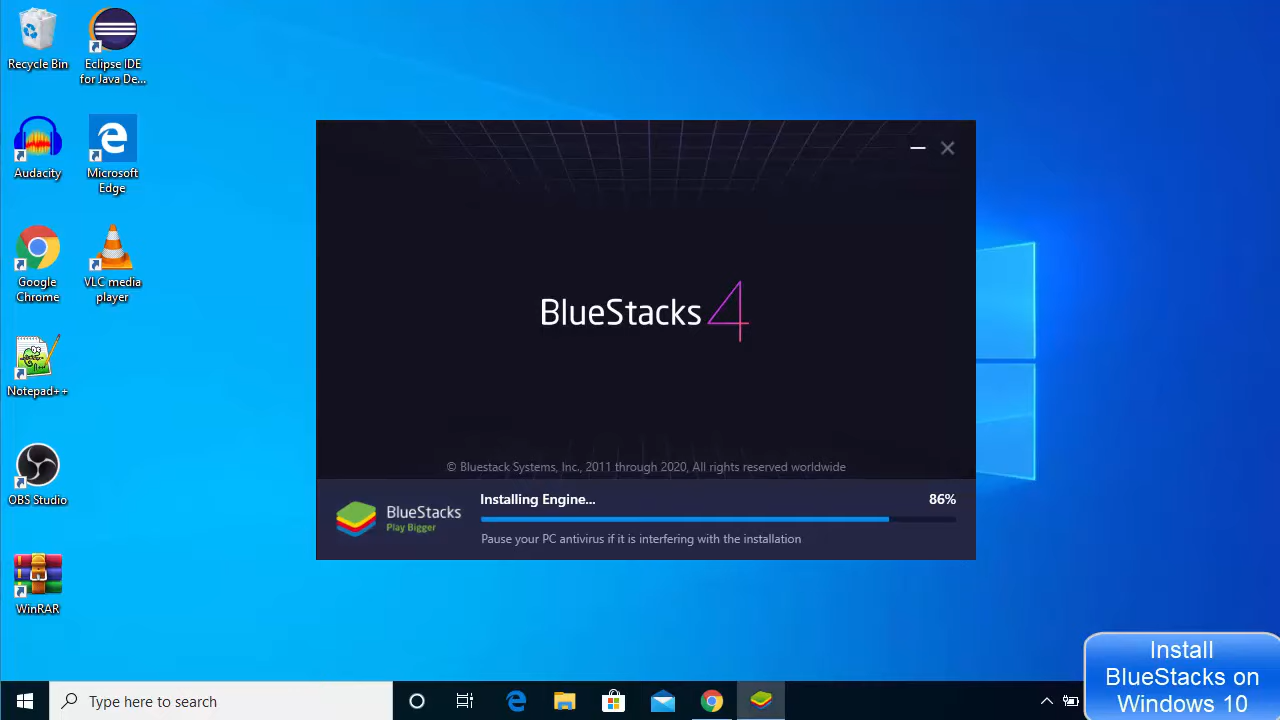 Recycle Bin
Eclipse IDE
for Java De...
Audacity
Microsoft
Edge
Google
Chrome
VLC media
player
Notepad++
OBS Studio
WinRAR
BlueStacks 4
© Bluestack Systems, Inc., 2011 through 2020, All rights reserved worldwide
BlueStacks
Play Bigger
Installing Engine... 86%
Pause your PC antivirus if it is interfering with the installation
Type here to search
Install
BlueStacks on
Windows 10